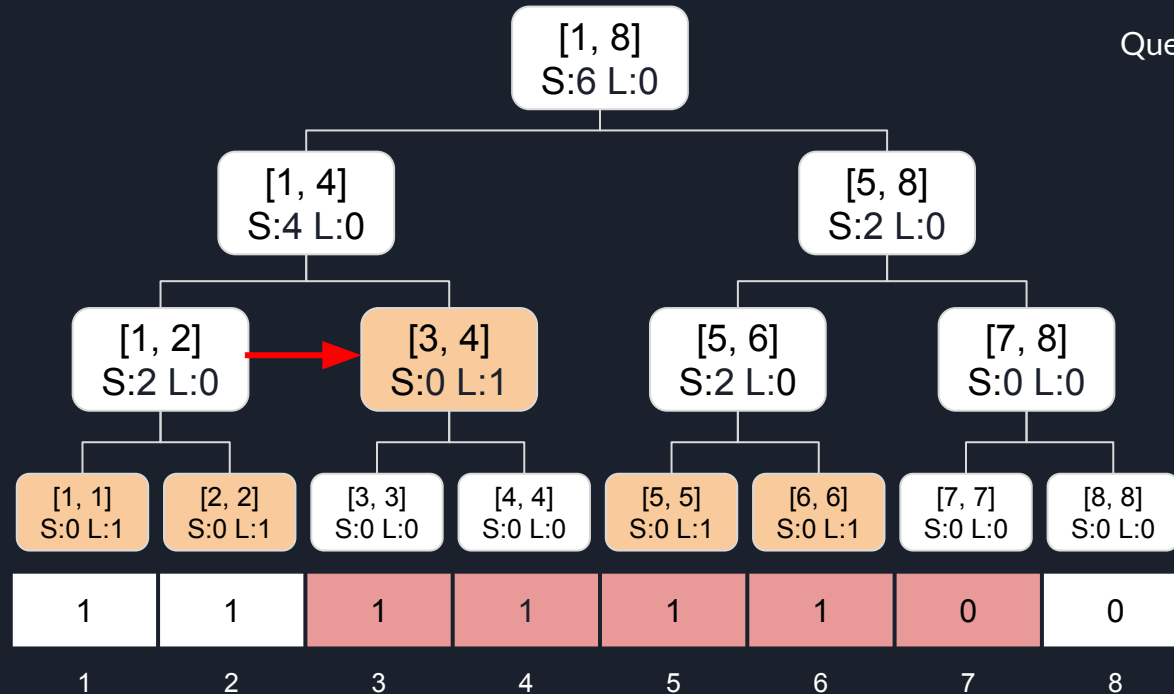 [1, 8]
S:6 L:0
Que
[1, 4]
S:4 L:0
[5, 8]
S:2 L:0
[1, 2]
S:2 L:0
[3, 4]
S:0 L:1
[5, 6]
S:2 L:0
[7, 8]
S:0 L:0
[1, 1]
S:0 L:1
[2, 2]
S:0 L:1
[3, 3]
S:0 L:0
[4, 4]
S:0 L:0
[5, 5]
S:0 L:1
[6, 6]
S:0 L:1
[7, 7]
S:0 L:0
[8, 8]
S:0 L:0
1 1 1 1 1 1 0 0
1 2 3 4 5 6 7 8